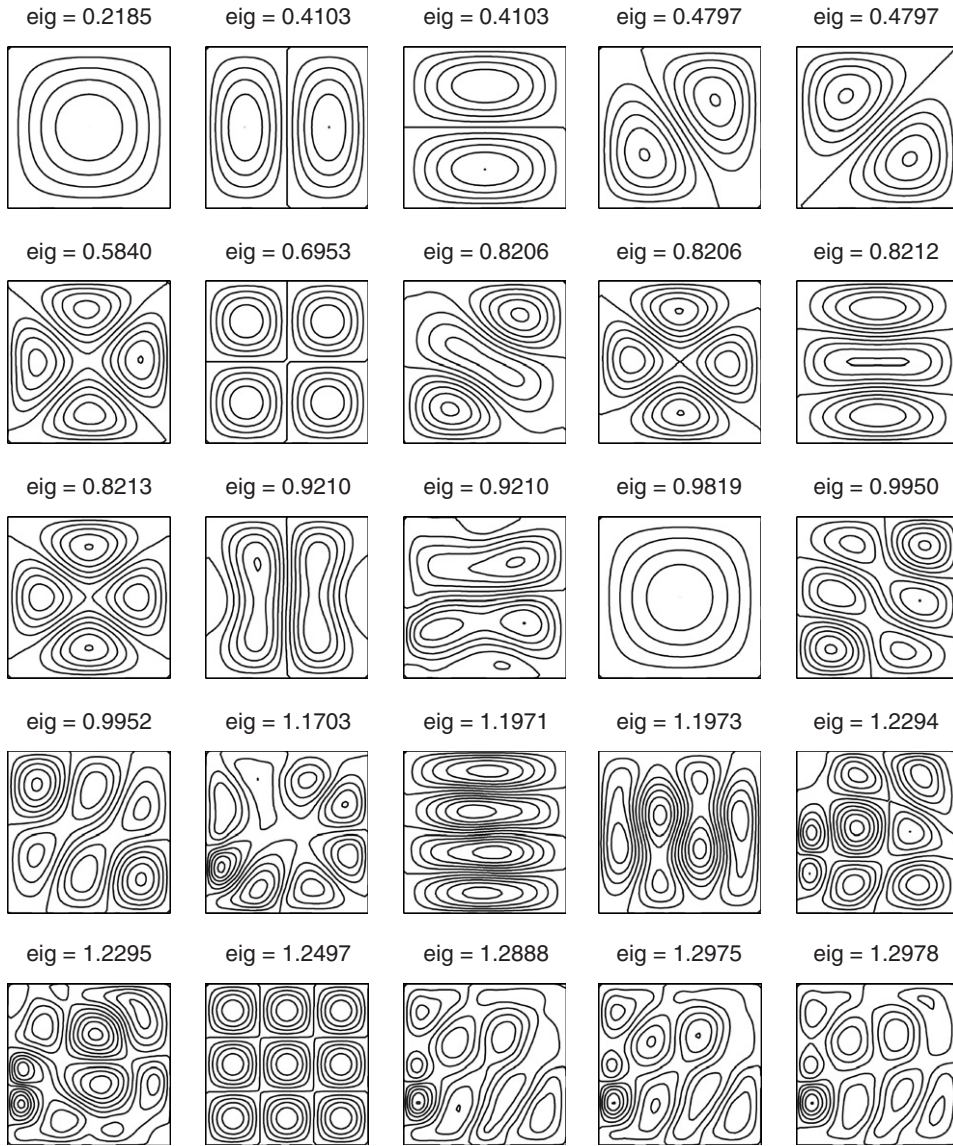 eig = 0.2185 eig = 0.4103 eig = 0.4103 eig = 0.4797 eig = 0.4797
eig = 0.5840 eig = 0.6953 eig = 0.8206 eig = 0.8206 eig = 0.8212
eig = 0.8213 eig = 0.9210 eig = 0.9210 eig = 0.9819 eig = 0.9950
eig = 0.9952 eig = 1.1703 eig = 1.1971 eig = 1.1973 eig = 1.2294
eig = 1.2295 eig = 1.2497 eig = 1.2888 eig = 1.2975 eig = 1.2978